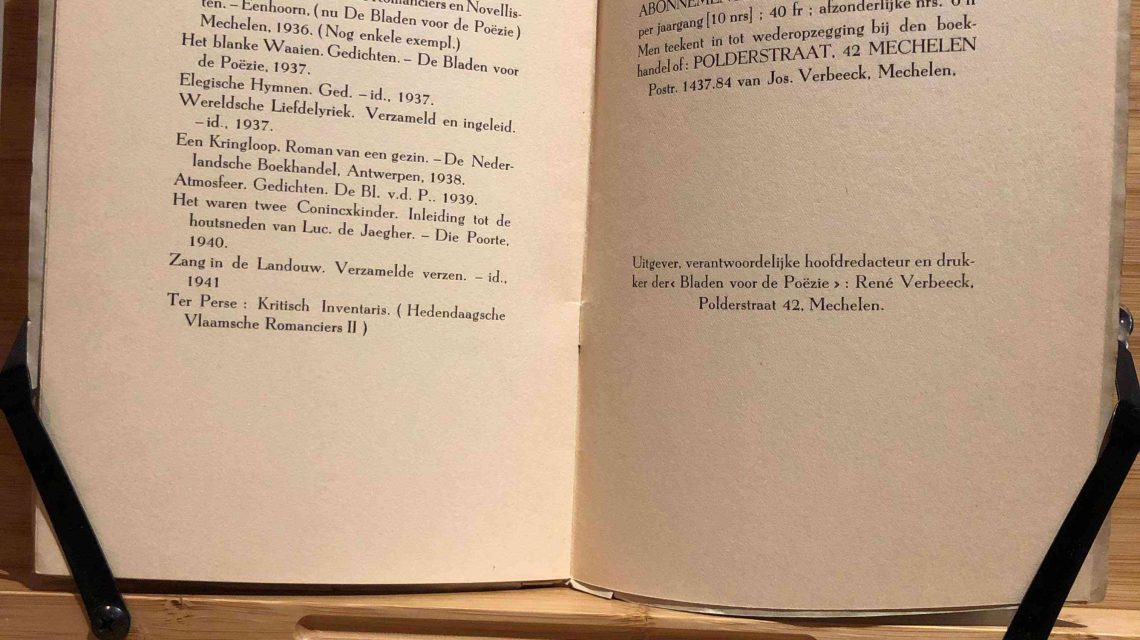 Romanciers en Novellis-
ten. – Eenhoorn. (nu De Bladen voor de Poëzie)
Mechelen, 1936. (Nog enkele exempl.)
Het blanke Waaien. Gedichten. – De Bladen voor
de Poëzie, 1937.
Elegische Hymnen. Ged. – id., 1937.
Wereldsche Liefdelyriek. Verzameld en ingeleid.
– id., 1937.
Een Kringloop. Roman van een gezin. – De Neder-
landsche Boekhandel, Antwerpen, 1938.
Atmosfeer. Gedichten. De Bl. v.d. P.. 1939.
Het waren twee Conincxkinder. Inleiding tot de
houtsneden van Luc. de Jaegher. – Die Poorte,
1940.
Zang in de Landouw. Verzamelde verzen. – id.,
1941
Ter Perse : Kritisch Inventaris. ( Hedendaagsche
Vlaamsche Romanciers II )
per jaargang [10 nrs] ; 40 fr ; afzonderlijke nrs.
Men teekent in tot wederopzegging bij den boek-
handel of : POLDERSTRAAT, 42 MECHELEN
Postr. 1437.84 van Jos. Verbeeck, Mechelen,
Uitgever, verantwoordelijke hoofdredacteur en druk-
ker der ‹ Bladen voor de Poëzie › : René Verbeeck,
Polderstraat 42, Mechelen.